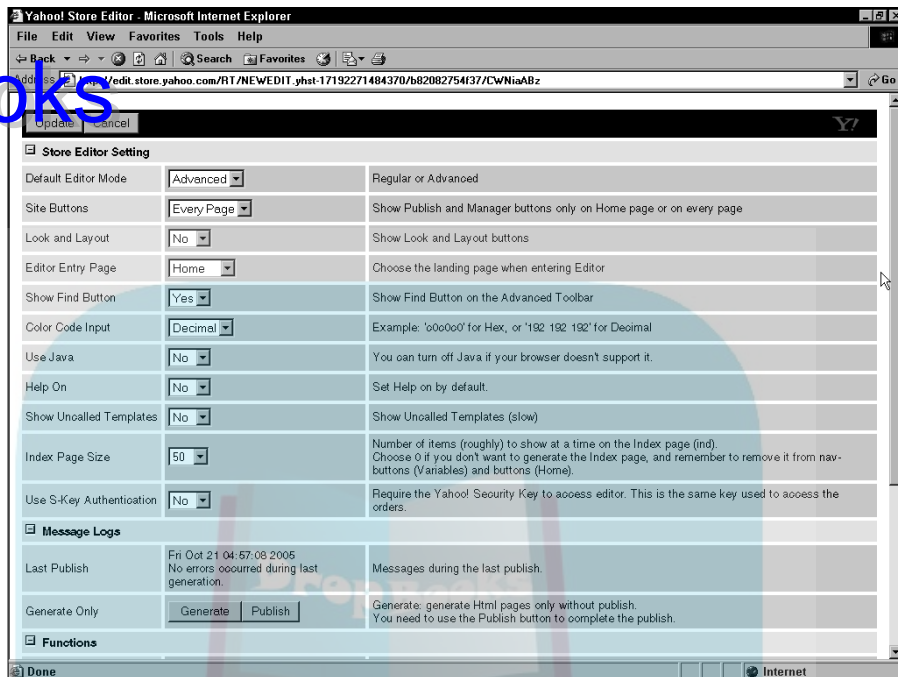 Yahoo! Store Editor - Microsoft Internet Explorer
File Edit View Favorites Tools Help
Back Search Favorites
oks
/edit.store.yahoo.com/RT/NEWEDIT.yhst-17192271484370/b82082754f37/CWNiaABz Go
Update Cancel Y!
Store Editor Setting
Default Editor Mode Advanced Regular or Advanced
Site Buttons Every Page Show Publish and Manager buttons only on Home page or on every page
Look and Layout No Show Look and Layout buttons
Editor Entry Page Home Choose the landing page when entering Editor
Show Find Button Yes Show Find Button on the Advanced Toolbar
Color Code Input Decimal Example: 'c0c0c0' for Hex, or '192 192 192' for Decimal
Use Java No You can turn off Java if your browser doesn't support it.
Help On No Set Help on by default.
Show Uncalled Templates No Show Uncalled Templates (slow)
Index Page Size 50 Number of items (roughly) to show at a time on the Index page (ind).
Choose 0 if you don't want to generate the Index page, and remember to remove it from nav-
buttons (Variables) and buttons (Home).
Use S-Key Authentication No Require the Yahoo! Security Key to access editor. This is the same key used to access the
orders.
Message Logs
Last Publish Fri Oct 21 04:57:08 2005
No errors occurred during last
generation. Messages during the last publish.
DropBooks
Generate Only Generate Publish Generate: generate Html pages only without publish.
You need to use the Publish button to complete the publish.
Functions
Done Internet